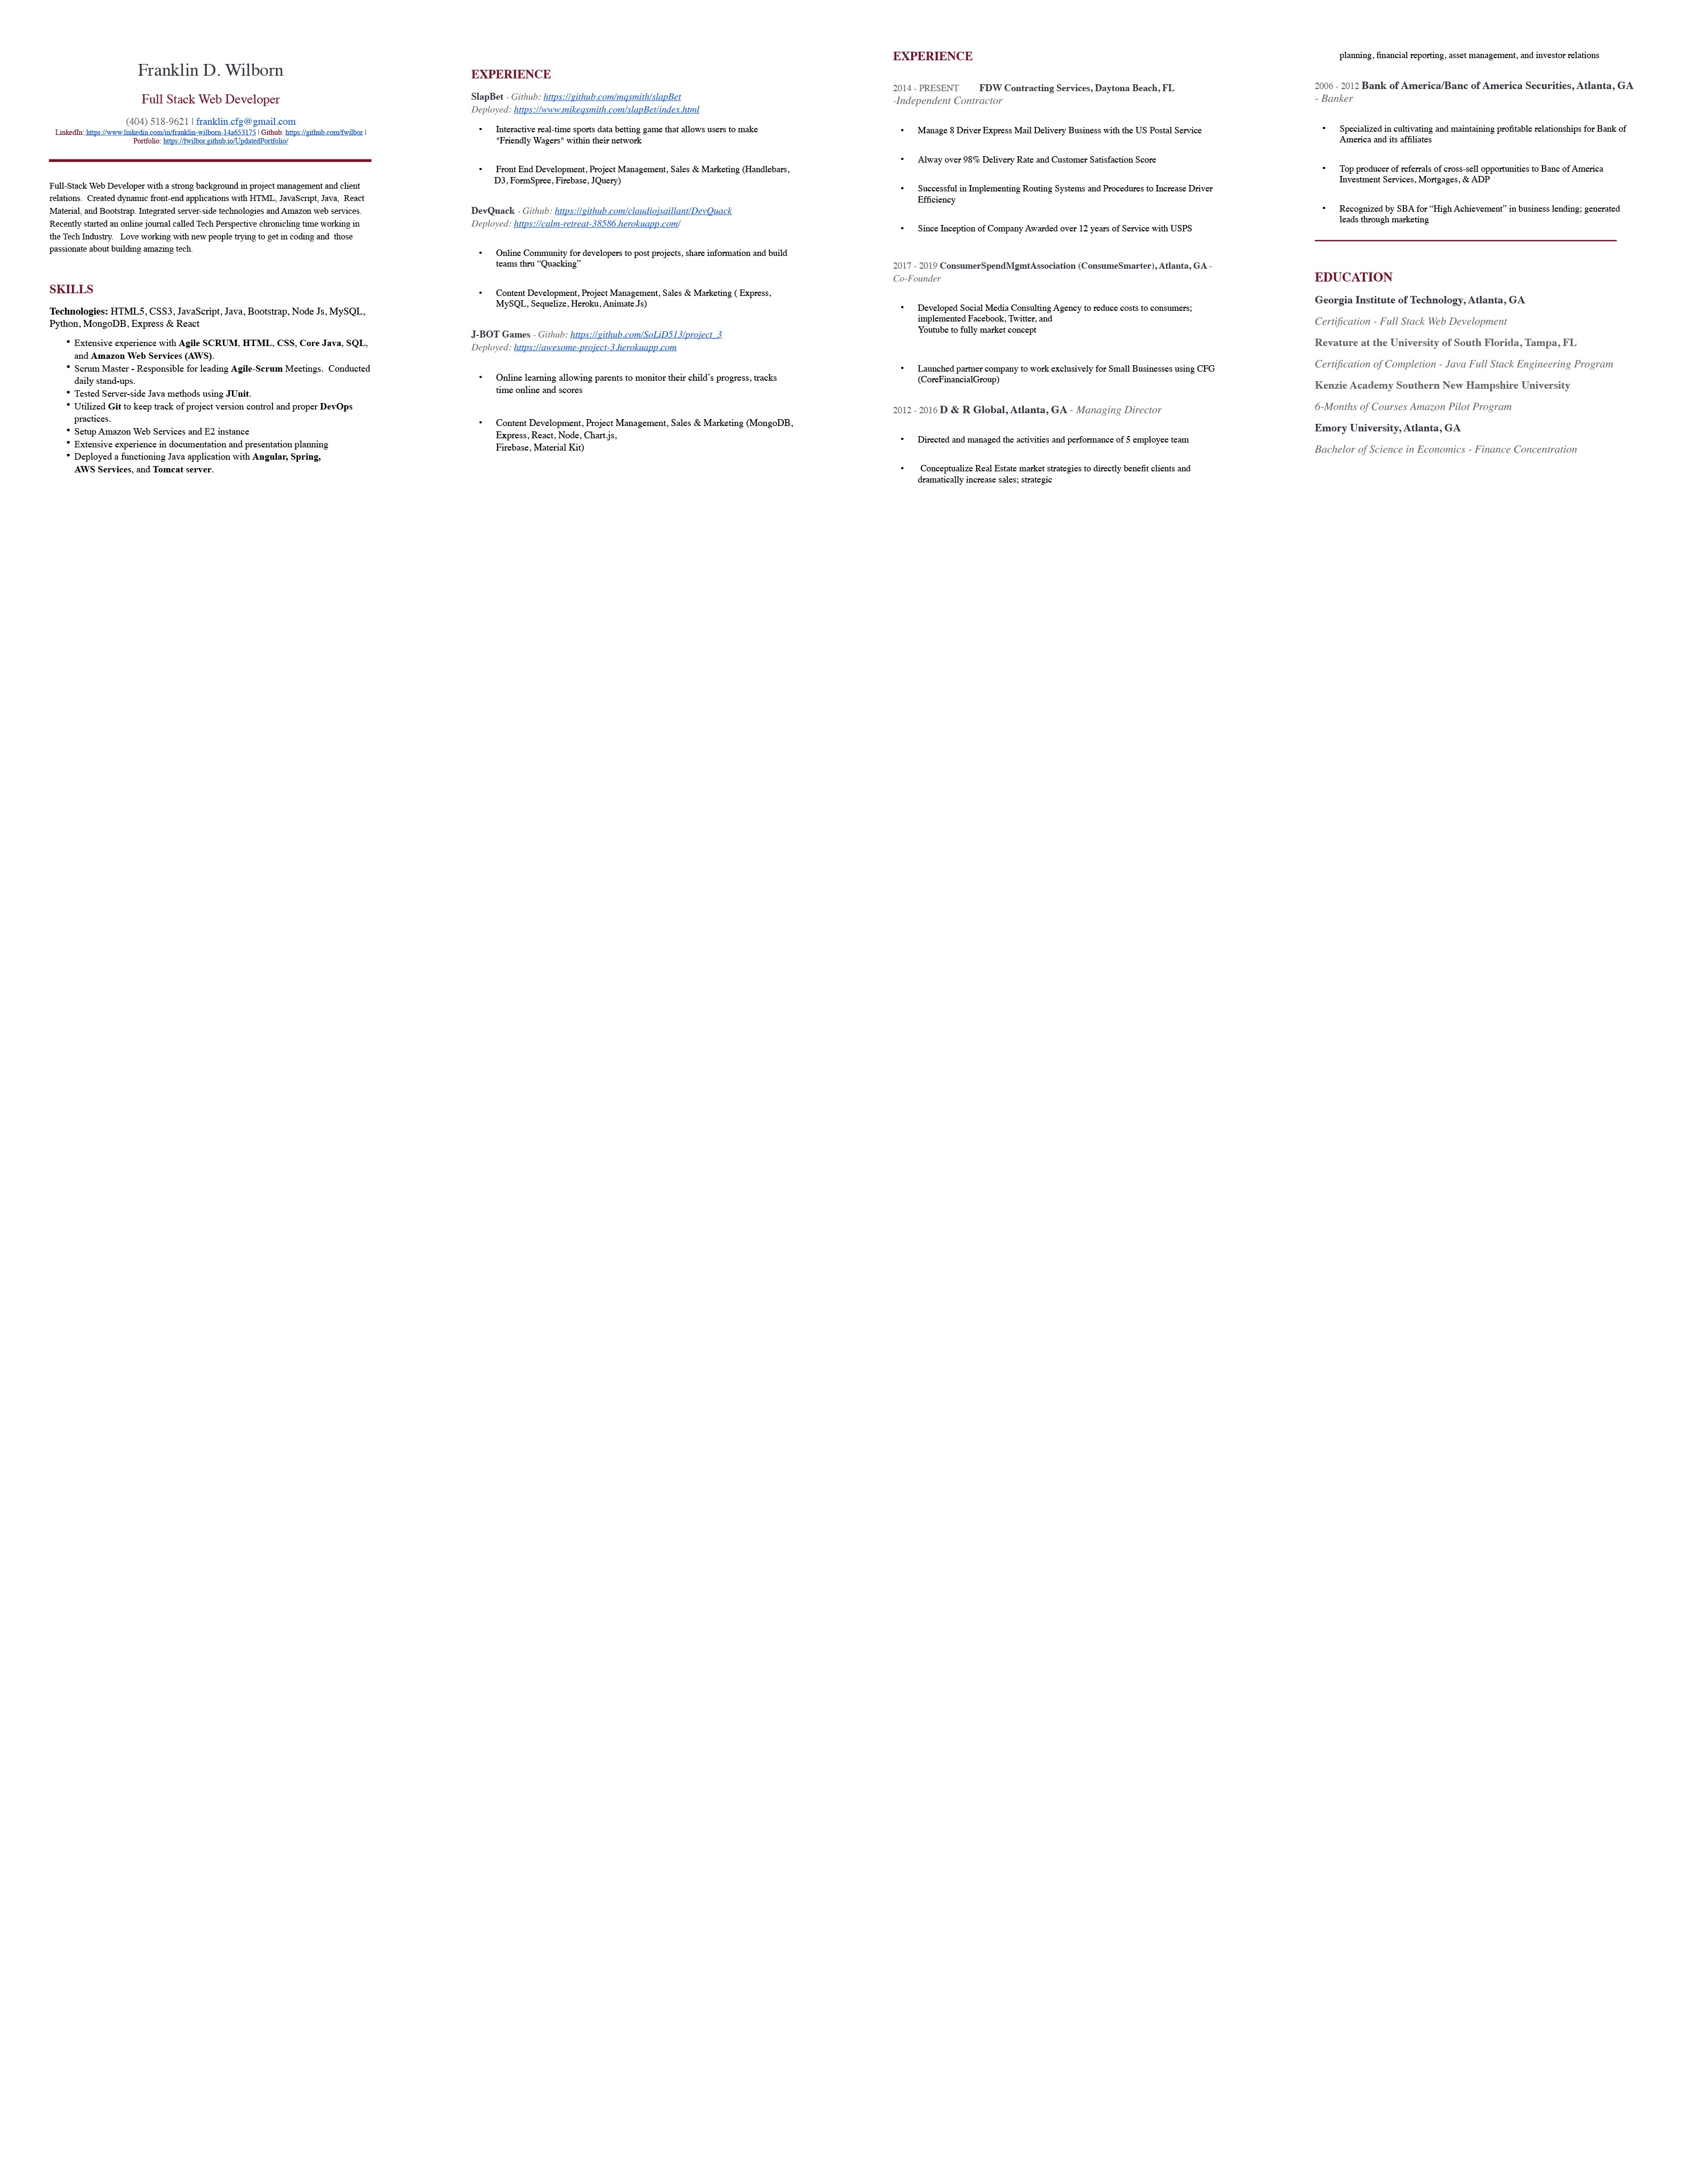 Franklin D. Wilborn
Full Stack Web Developer
(404) 518-9621 | franklin.cfg@gmail.com
LinkedIn: https://www.linkedin.com/in/franklin-wilborn-14a653175 | Github: https://github.com/fwilbor |
Portfolio: https://fwilbor.github.io/UpdatedPortfolio/
Full-Stack Web Developer with a strong background in project management and client
relations.  Created dynamic front-end applications with HTML, JavaScript, Java,  React
Material, and Bootstrap. Integrated server-side technologies and Amazon web services.
Recently started an online journal called Tech Perspective chronicling time working in
the Tech Industry.   Love working with new people trying to get in coding and  those
passionate about building amazing tech.
SKILLS
Technologies: HTML5, CSS3, JavaScript, Java, Bootstrap, Node Js, MySQL,
Python, MongoDB, Express & React
• Extensive experience with Agile SCRUM, HTML, CSS, Core Java, SQL,
and Amazon Web Services (AWS).
• Scrum Master - Responsible for leading Agile-Scrum Meetings.  Conducted
daily stand-ups.
• Tested Server-side Java methods using JUnit.
• Utilized Git to keep track of project version control and proper DevOps
practices.
• Setup Amazon Web Services and E2 instance
• Extensive experience in documentation and presentation planning
• Deployed a functioning Java application with Angular, Spring,
AWS Services, and Tomcat server.
EXPERIENCE
SlapBet - Github: https://github.com/mqsmith/slapBet
Deployed: https://www.mikeqsmith.com/slapBet/index.html
• Interactive real-time sports data betting game that allows users to make
"Friendly Wagers" within their network
• Front End Development, Project Management, Sales & Marketing (Handlebars,
D3, FormSpree, Firebase, JQuery)
DevQuack - Github: https://github.com/claudiojsaillant/DevQuack
Deployed: https://calm-retreat-38586.herokuapp.com/
• Online Community for developers to post projects, share information and build
teams thru “Quacking”
• Content Development, Project Management, Sales & Marketing ( Express,
MySQL, Sequelize, Heroku, Animate.Js)
J-BOT Games - Github: https://github.com/SoLiD513/project_3
Deployed: https://awesome-project-3.herokuapp.com
• Online learning allowing parents to monitor their child’s progress, tracks
time online and scores
• Content Development, Project Management, Sales & Marketing (MongoDB,
Express, React, Node, Chart.js,
Firebase, Material Kit)
EXPERIENCE
2014 - PRESENT FDW Contracting Services, Daytona Beach, FL
-Independent Contractor
• Manage 8 Driver Express Mail Delivery Business with the US Postal Service
• Alway over 98% Delivery Rate and Customer Satisfaction Score
• Successful in Implementing Routing Systems and Procedures to Increase Driver
Efficiency
• Since Inception of Company Awarded over 12 years of Service with USPS
2017 - 2019 ConsumerSpendMgmtAssociation (ConsumeSmarter), Atlanta, GA -
Co-Founder
• Developed Social Media Consulting Agency to reduce costs to consumers;
implemented Facebook, Twitter, and
Youtube to fully market concept
• Launched partner company to work exclusively for Small Businesses using CFG
(CoreFinancialGroup)
2012 - 2016 D & R Global, Atlanta, GA - Managing Director
• Directed and managed the activities and performance of 5 employee team
• Conceptualize Real Estate market strategies to directly benefit clients and
dramatically increase sales; strategic
planning, financial reporting, asset management, and investor relations
2006 - 2012 Bank of America/Banc of America Securities, Atlanta, GA
- Banker
• Specialized in cultivating and maintaining profitable relationships for Bank of
America and its affiliates
• Top producer of referrals of cross-sell opportunities to Banc of America
Investment Services, Mortgages, & ADP
• Recognized by SBA for “High Achievement” in business lending; generated
leads through marketing
EDUCATION
Georgia Institute of Technology, Atlanta, GA
Certification - Full Stack Web Development
Revature at the University of South Florida, Tampa, FL
Certification of Completion - Java Full Stack Engineering Program
Kenzie Academy Southern New Hampshire University
6-Months of Courses Amazon Pilot Program
Emory University, Atlanta, GA
Bachelor of Science in Economics - Finance Concentration